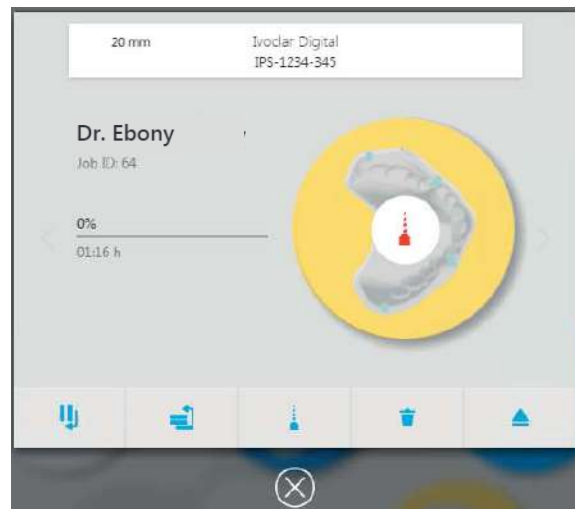 20 mm
Ivoclar Digital
IPS-1234-345
Dr. Ebony
Job ID: 64
0%
01:16 h